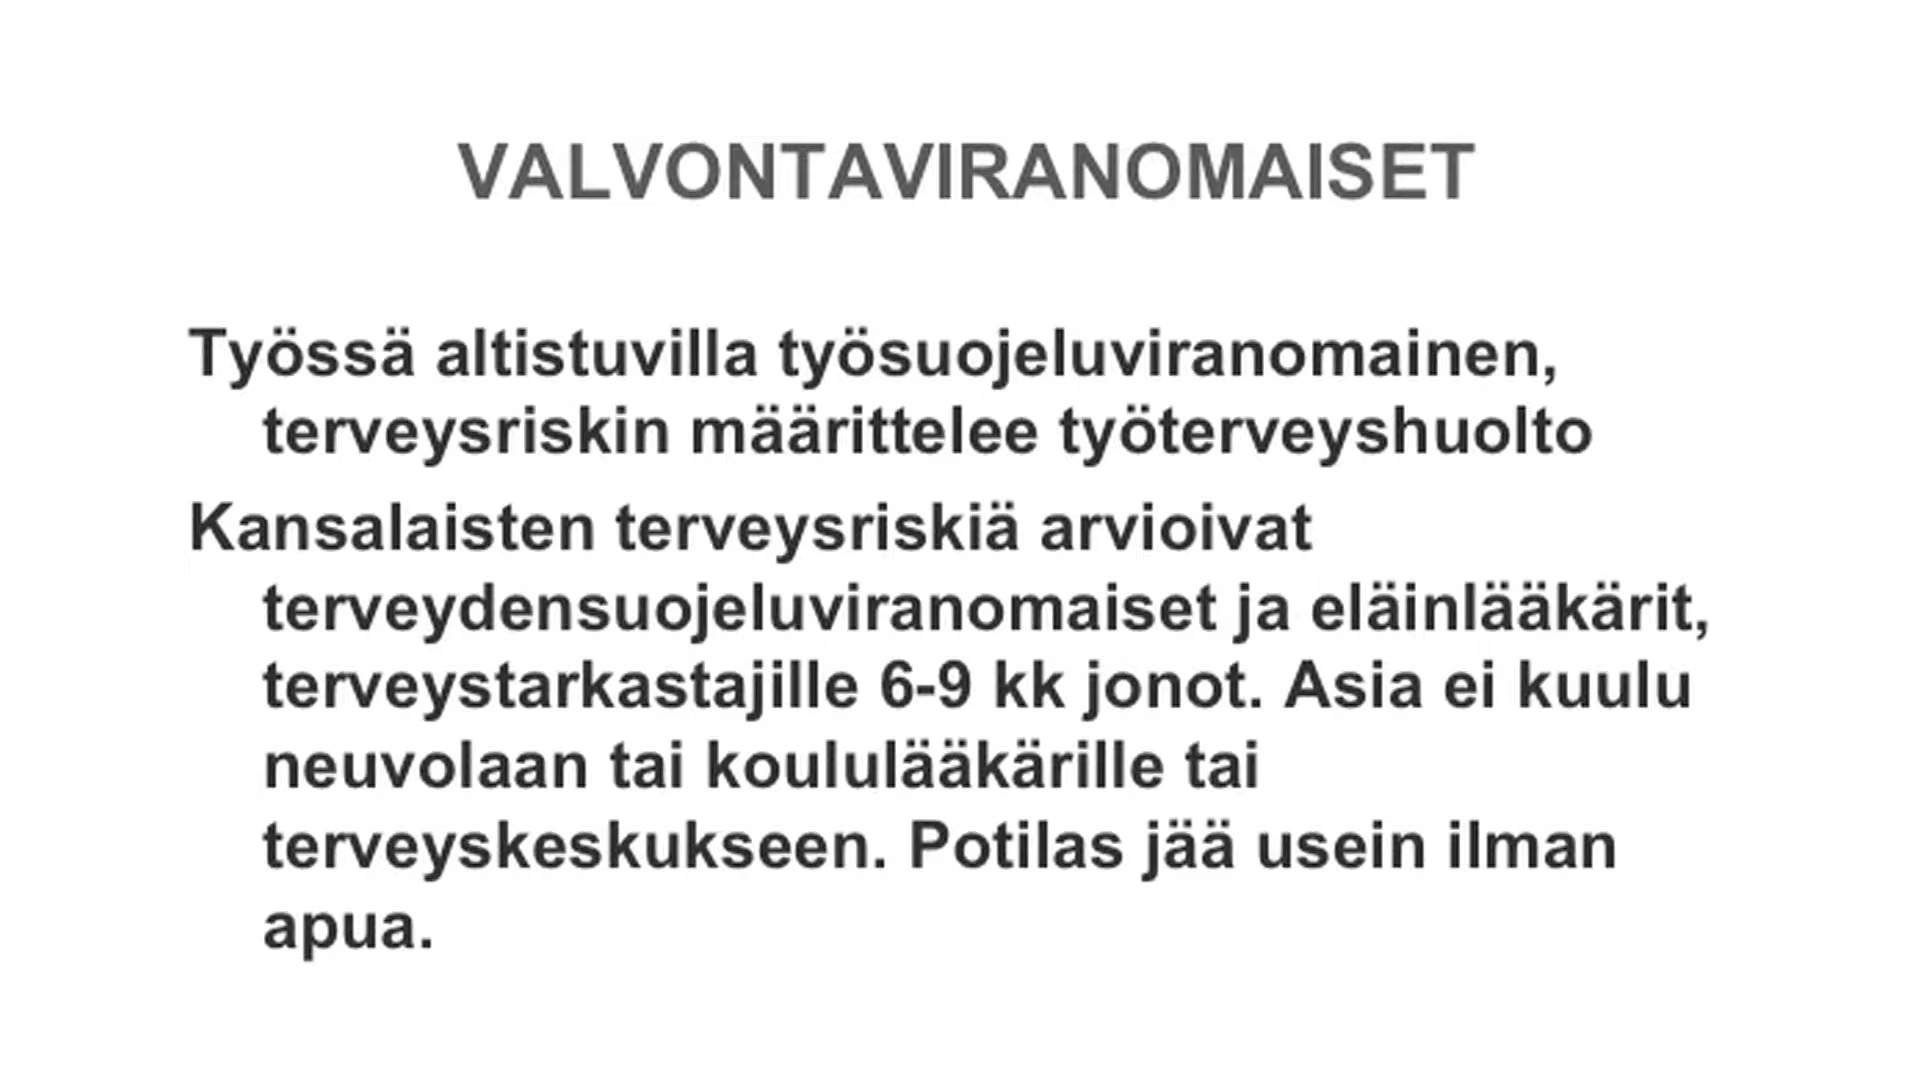 VALVONTAVIRANOMAISET
Työssä altistuvilla työsuojeluviranomainen,
terveysriskin määrittelee työterveyshuolto
Kansalaisten terveysriskiä arvioivat
terveydensuojeluviranomaiset ja eläinlääkärit,
terveystarkastajille 6-9 kk jonot. Asia ei kuulu
neuvolaan tai koululääkärille tai
terveyskeskukseen. Potilas jää usein ilman
apua.